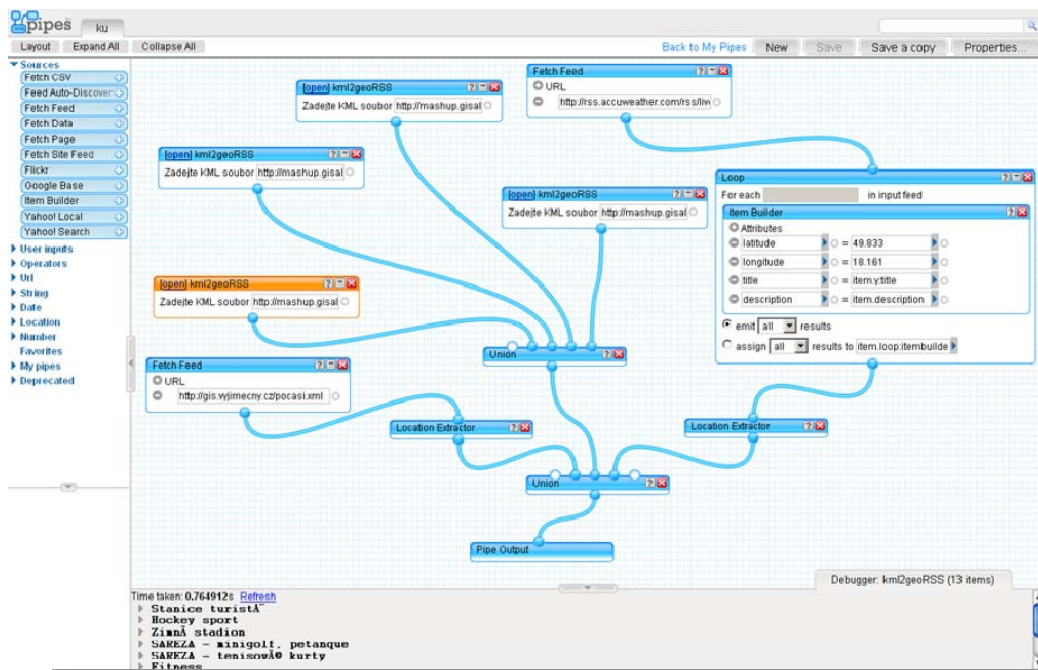 pipes
ku
Layout Expand All Collapse All
Back to My Pipes New Save Save a copy Properties...
Sources
Fetch CSV
Feed Auto-Discover
Fetch Feed
Fetch Data
Fetch Page
Fetch Site Feed
Flickr
Google Base
Item Builder
Yahoo! Local
Yahoo! Search
User inputs
Operators
Url
String
Date
Location
Number
Favorites
My pipes
Deprecated
[open] kml2geoRSS
Zadejte KML soubor http://mashup.gisal
Fetch Feed
URL
http://rss.accuweather.com/rss/live
[open] kml2geoRSS
Zadejte KML soubor http://mashup.gisal
[open] kml2geoRSS
Zadejte KML soubor http://mashup.gisal
Loop
For each in input feed
Item Builder
Attributes
latitude = 49.833
longitude = 18.161
title = item.y:title
description = item.description
emit all results
assign all results to item.loop:itembuilde
[open] kml2geoRSS
Zadejte KML soubor http://mashup.gisal
Union
Fetch Feed
URL
http://gis.vyjimecny.cz/pocasi.xml
Location Extractor
Location Extractor
Union
Pipe Output
Debugger: kml2geoRSS (13 items)
Time taken: 0.764912s Refresh
Stanice turistÄ
Hockey sport
ZimnÃ stadion
SAREZA - minigolf, petanque
SAREZA - tenisovÃ© kurty
Fitness